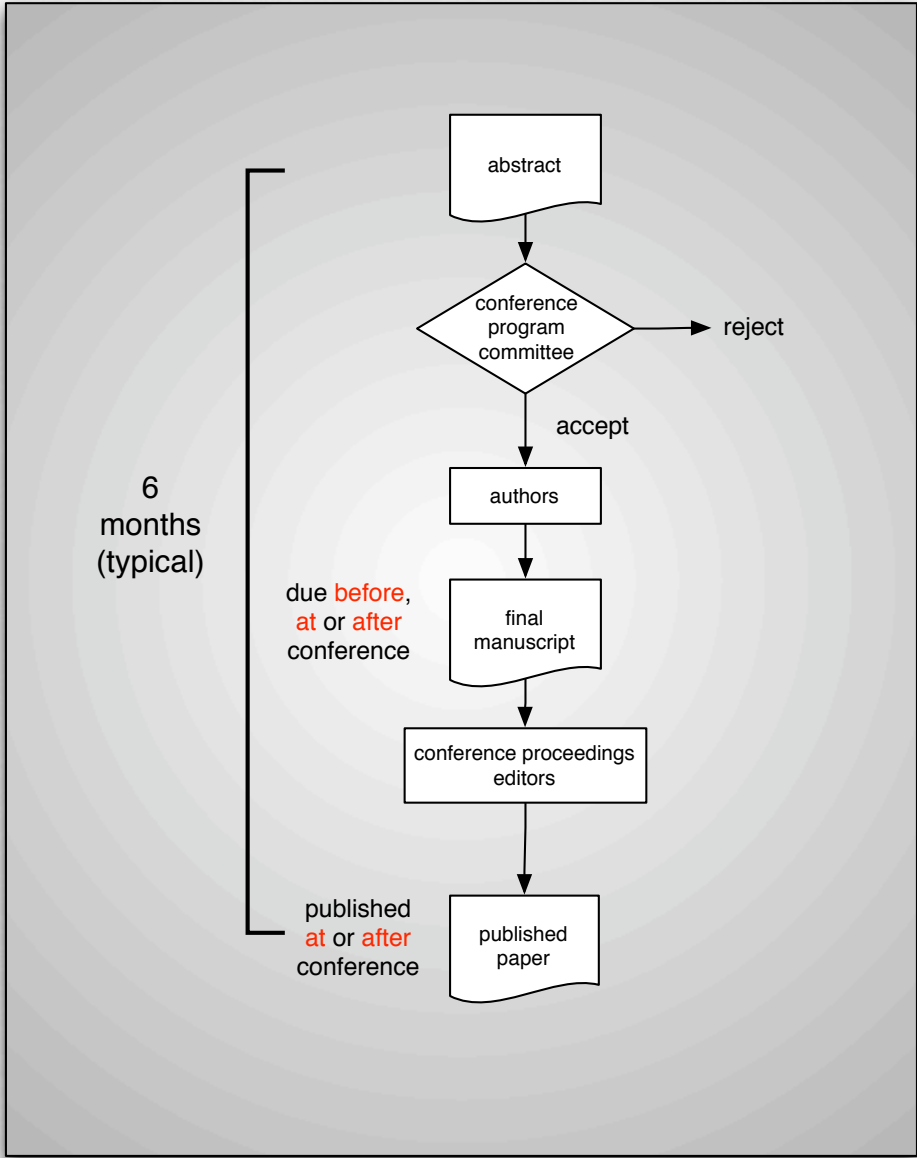 abstract
conference
program
committee
reject
accept
authors
6
months
(typical)
due before,
at or after
conference
final
manuscript
conference proceedings
editors
published
at or after
conference
published
paper